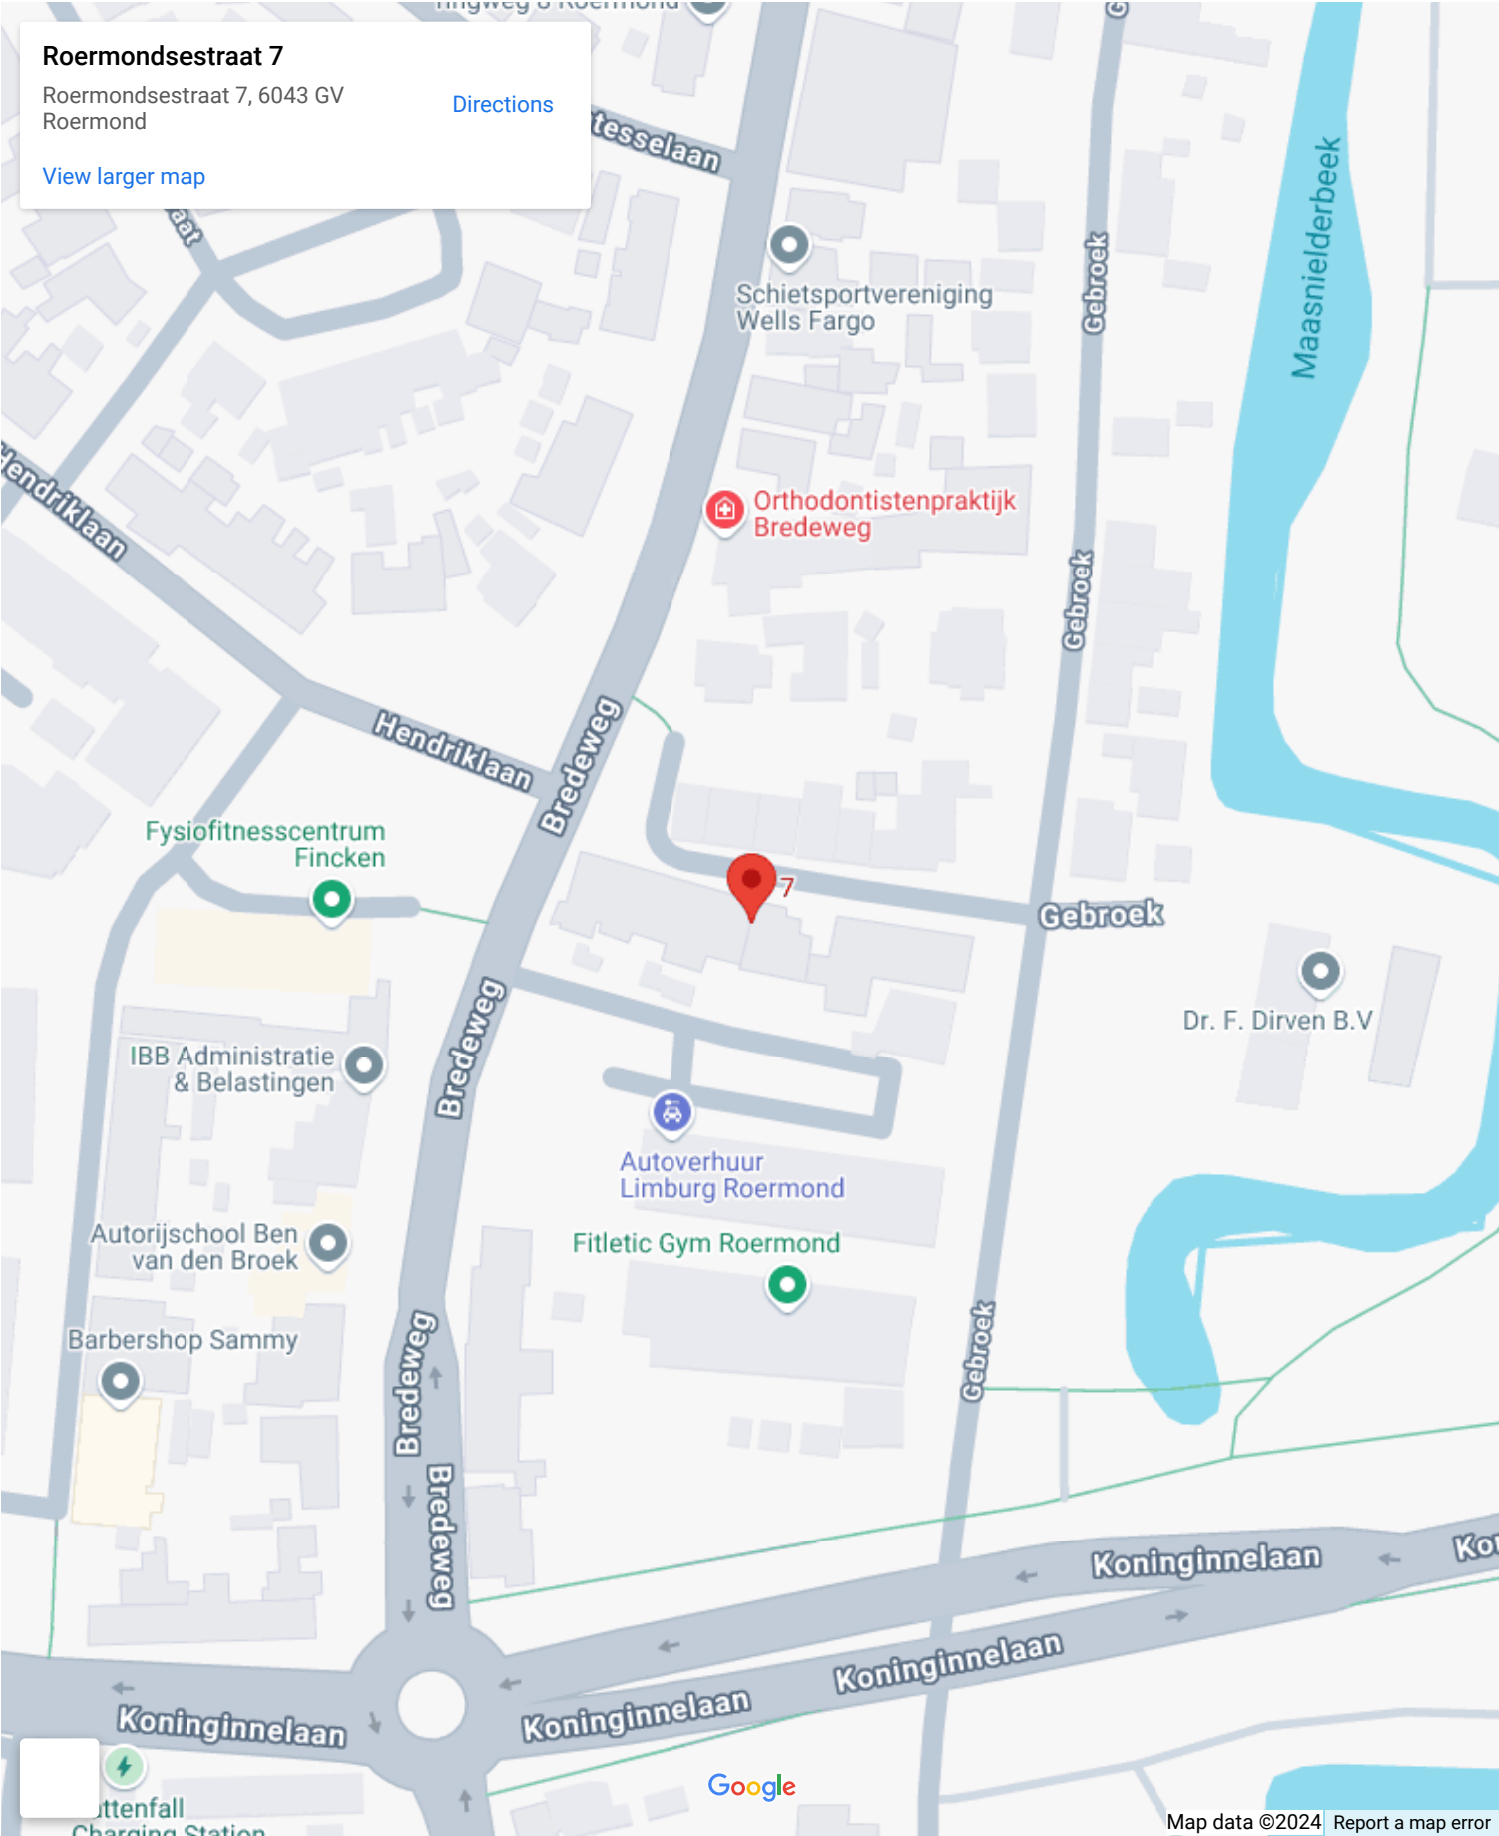 Roermondsestraat 7
Roermondsestraat 7, 6043 GV
Roermond
Directions
View larger map
Roermond
Maasnielderbeek
Schietsportvereniging
Wells Fargo
Gebroek
Hendriklaan
Orthodontistenpraktijk
Bredeweg
Gebroek
Hendriklaan
Bredeweg
Fysiofitnesscentrum
Fincken
7
Gebroek
Bredeweg
Dr. F. Dirven B.V
IBB Administratie
& Belastingen
Autoverhuur
Limburg Roermond
Autorijschool Ben
van den Broek
Fitletic Gym Roermond
Barbershop Sammy
Bredeweg
Gebroek
Bredeweg
Koninginnelaan
Koninginnelaan
Koninginnelaan
Koninginnelaan
Google
Charging Station
Map data ©2024
Report a map error